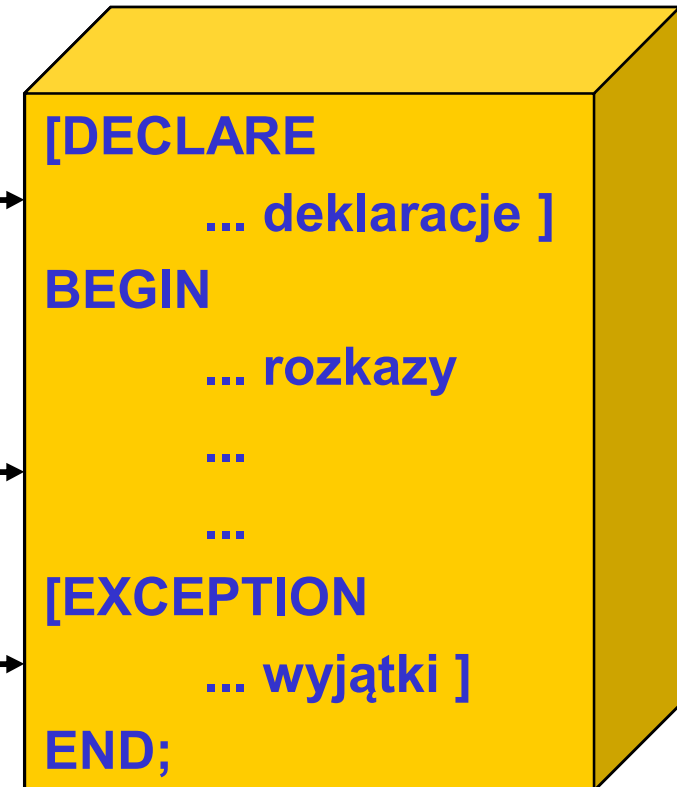 [DECLARE
... deklaracje ]
BEGIN
... rozkazy
...
...
[EXCEPTION
... wyjątki ]
END;